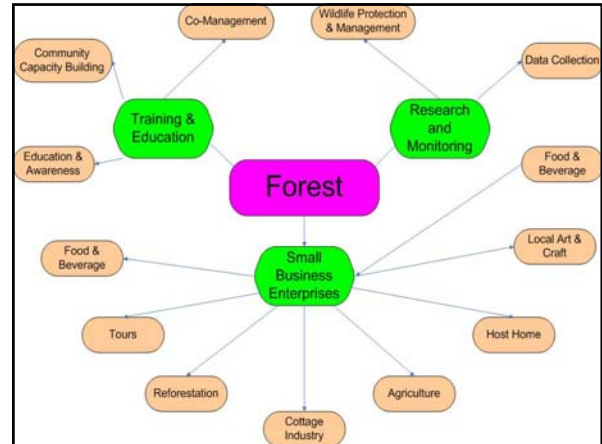 Co-Management
Wildlife Protection
& Management
Community
Capacity Building
Data Collection
Training &
Education
Research
and
Monitoring
Education &
Awareness
Food &
Beverage
Forest
Food &
Beverage
Small
Business
Enterprises
Local Art &
Craft
Tours
Host Home
Reforestation
Agriculture
Cottage
Industry